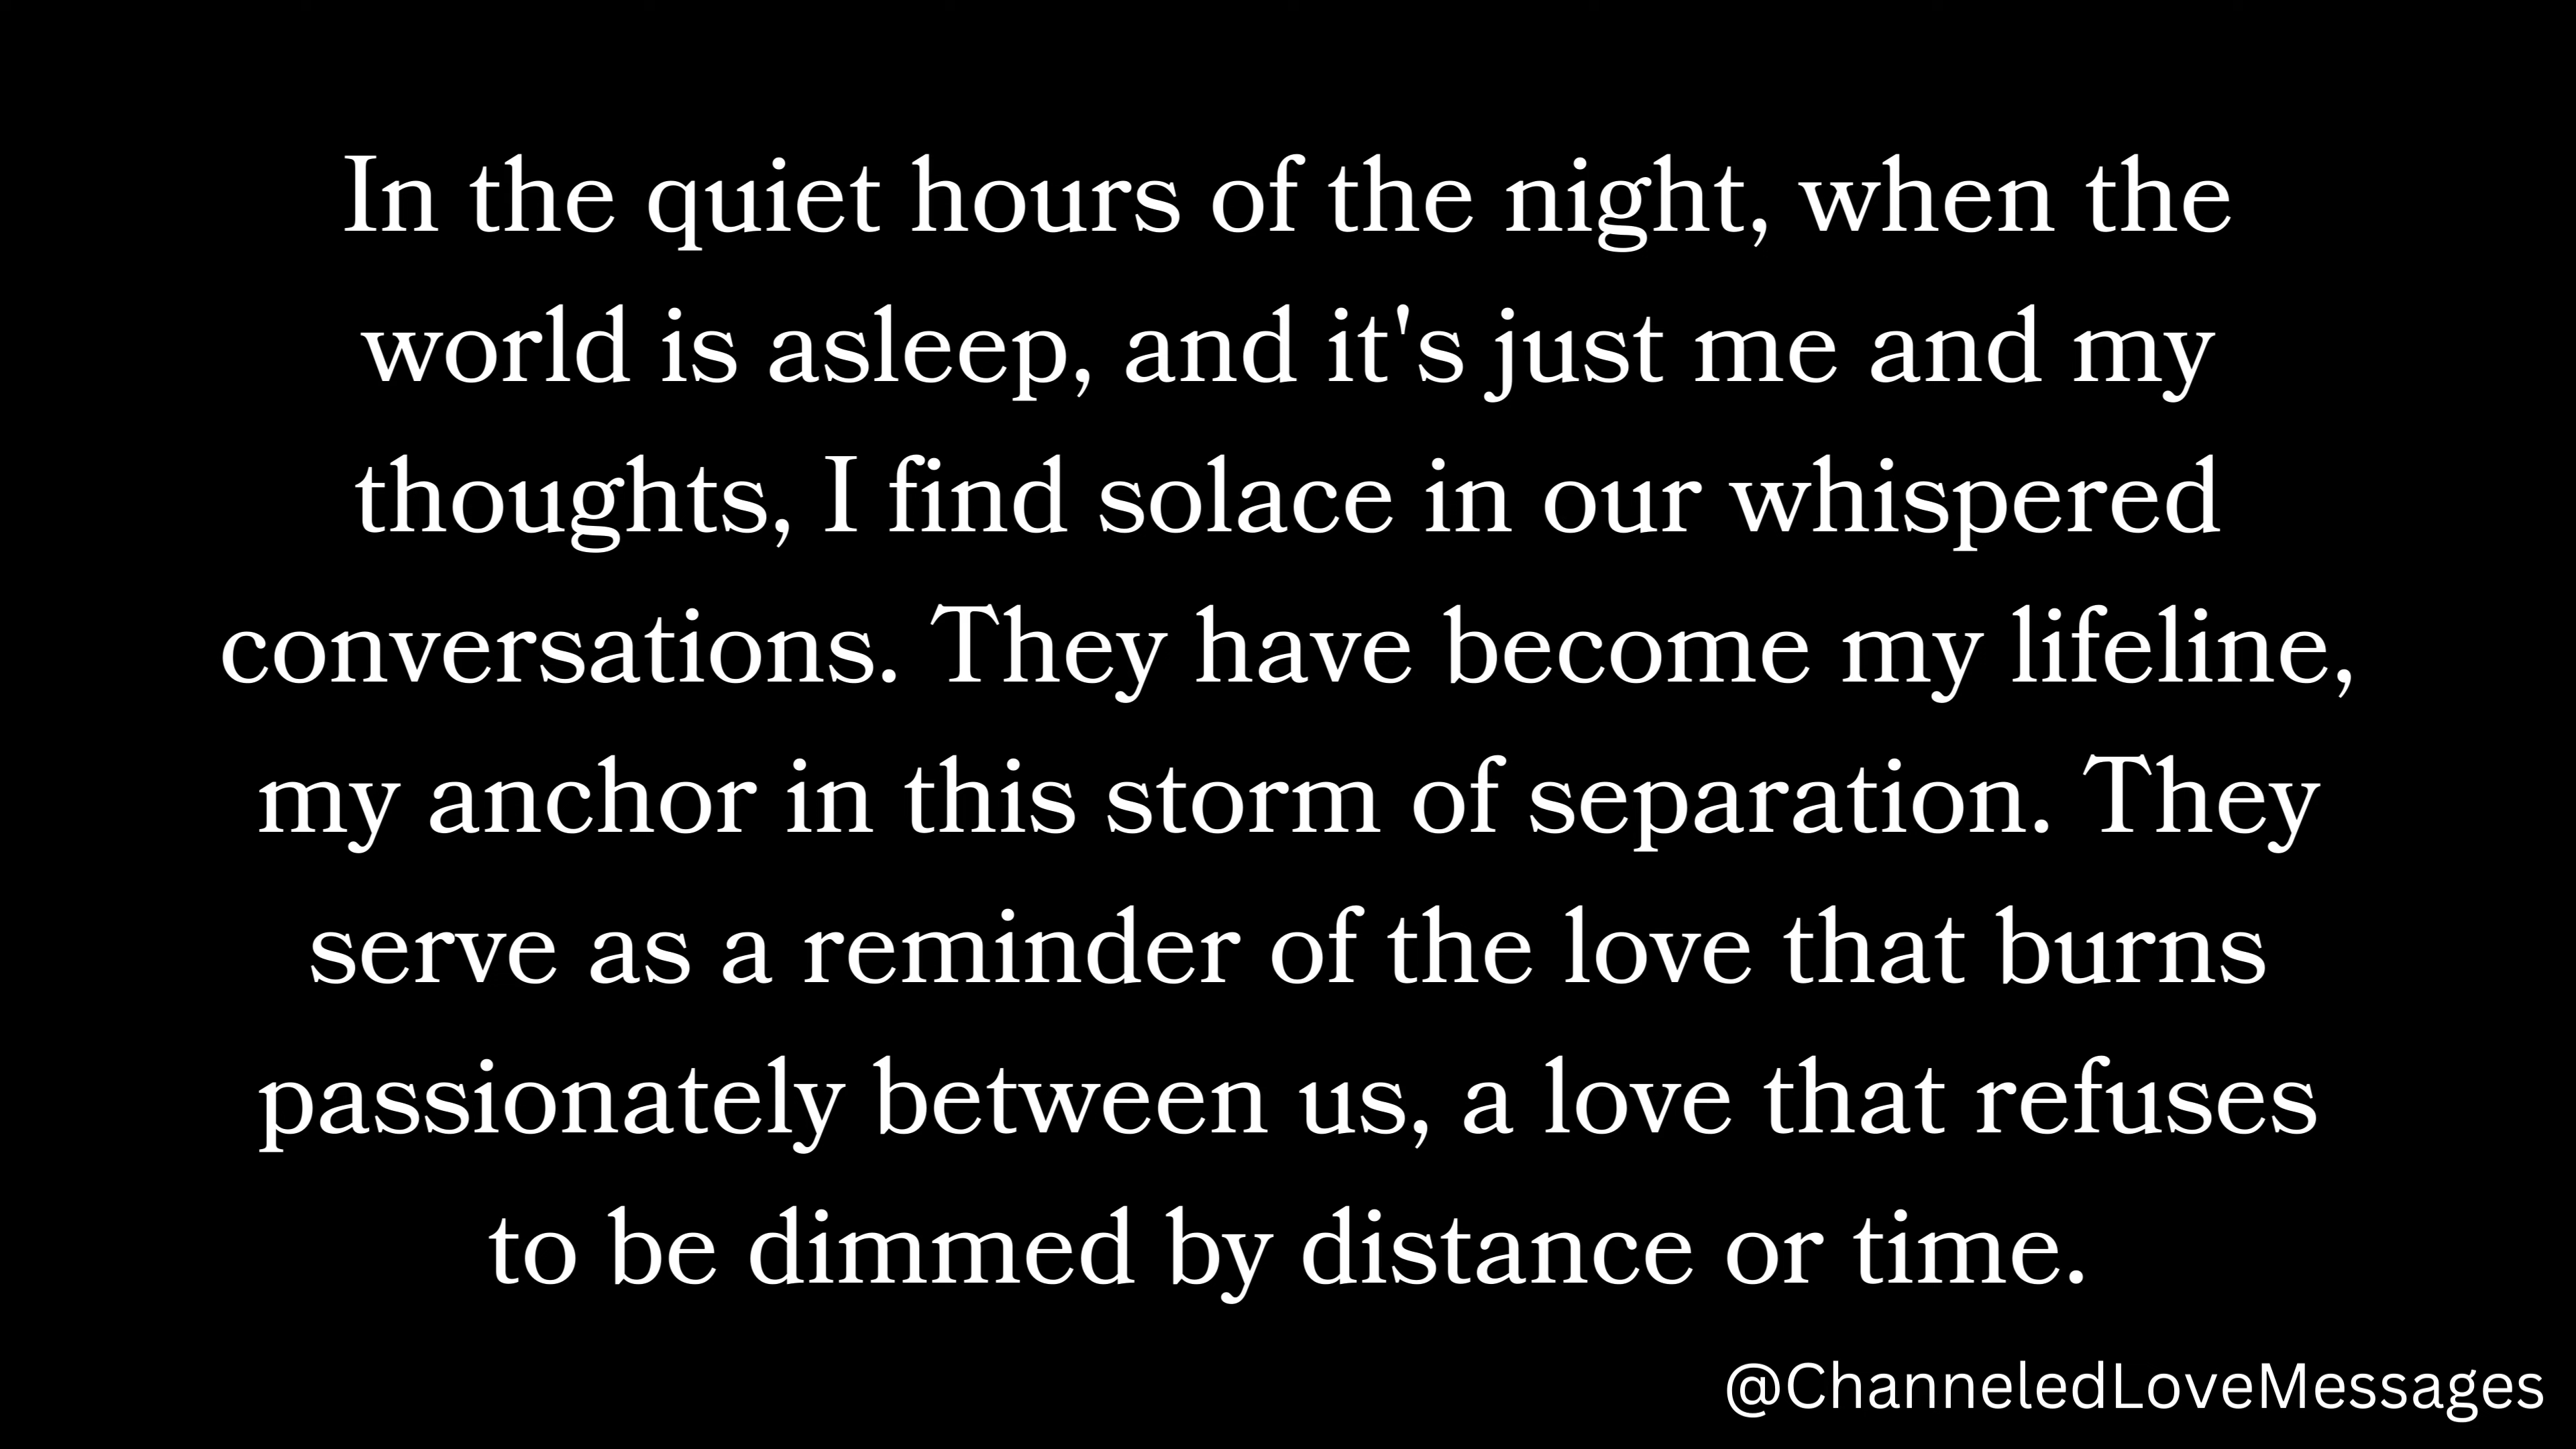 In the quiet hours of the night, when the
world is asleep, and it's just me and my
thoughts, I find solace in our whispered
conversations. They have become my lifeline,
my anchor in this storm of separation. They
serve as a reminder of the love that burns
passionately between us, a love that refuses
to be dimmed by distance or time.
@ChanneledLoveMessages